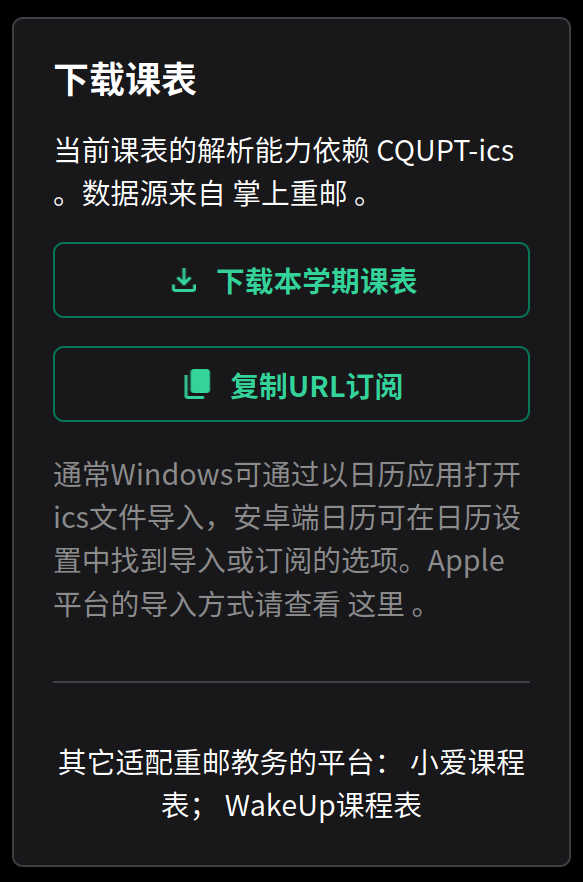 下载课表
当前课表的解析能力依赖 CQUPT-ics
。数据源来自 掌上重邮 。
下载本学期课表
复制URL订阅
通常Windows可通过以日历应用打开
ics文件导入，安卓端日历可在日历设
置中找到导入或订阅的选项。Apple
平台的导入方式请查看 这里 。
其它适配重邮教务的平台： 小爱课程
表； WakeUp课程表